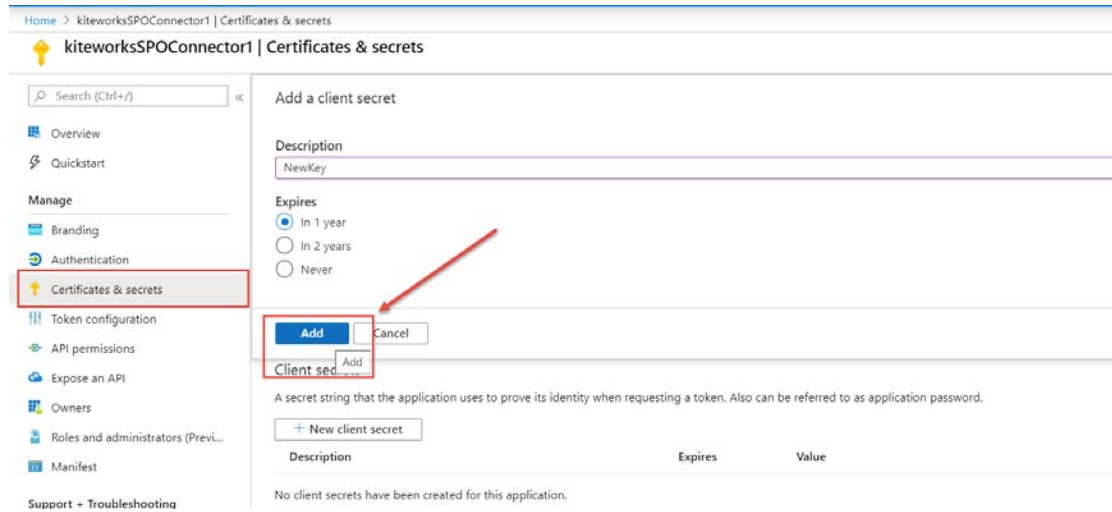 Home > kiteworksSPOConnector1 | Certificates & secrets
kiteworksSPOConnector1 | Certificates & secrets
Search (Ctrl+/)
«
Overview
Quickstart
Manage
Branding
Authentication
Certificates & secrets
Token configuration
API permissions
Expose an API
Owners
Roles and administrators (Previ...
Manifest
Support + Troubleshooting
Add a client secret
Description
NewKey
Expires
In 1 year
In 2 years
Never
Add Cancel
Add
Client
A secret string that the application uses to prove its identity when requesting a token. Also can be referred to as application password.
+ New client secret
Description Expires Value
No client secrets have been created for this application.